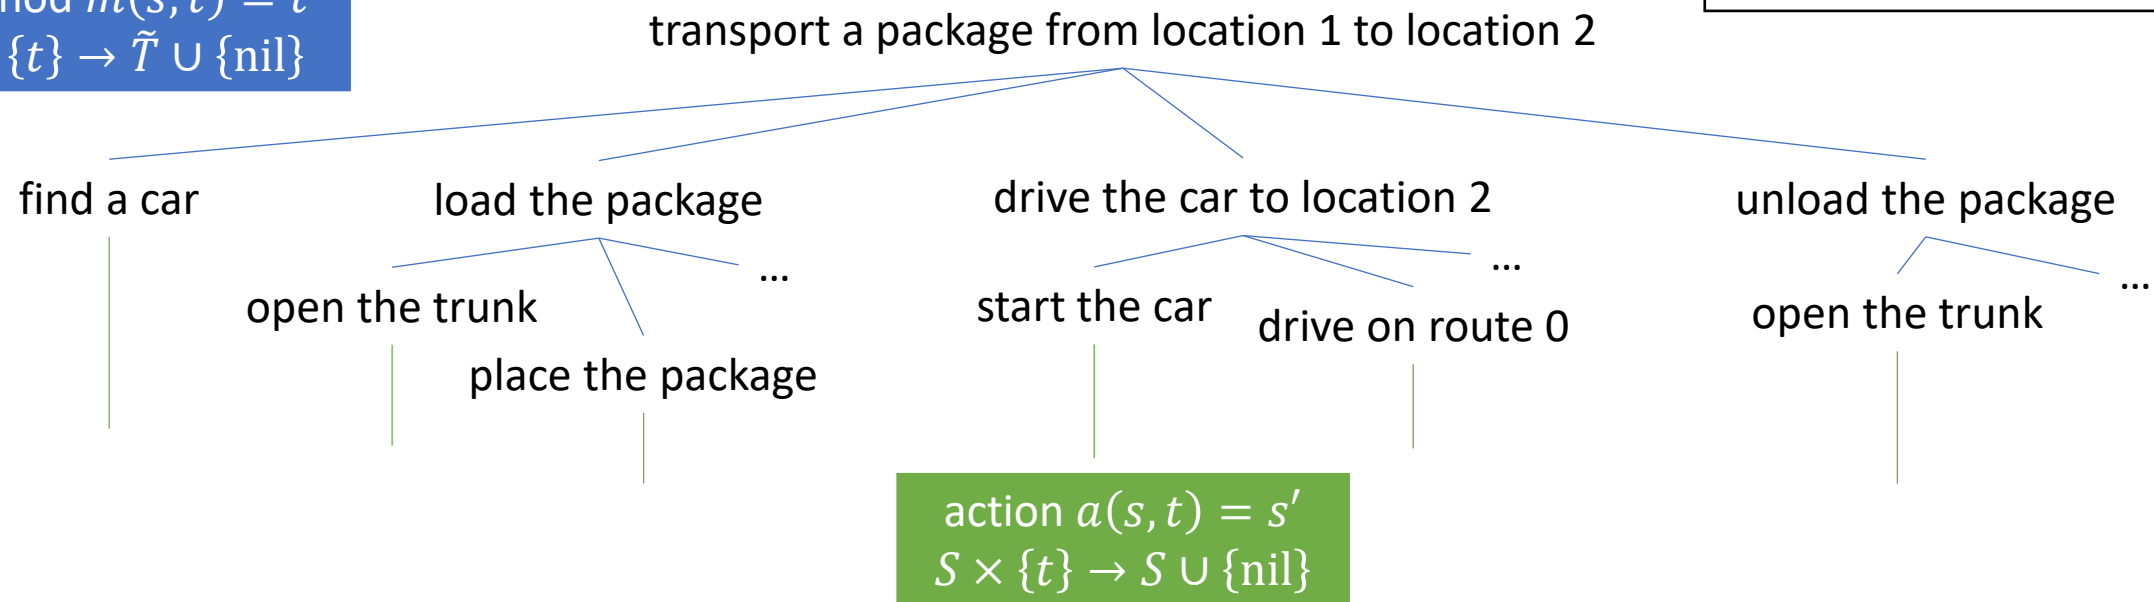 transport a package from location 1 to location 2
{t} → T̃ ∪ {nil}
find a car
load the package
drive the car to location 2
unload the package
...
...
...
open the trunk
start the car
drive on route 0
open the trunk
place the package
action a(s, t) = s′
S × {t} → S ∪ {nil}